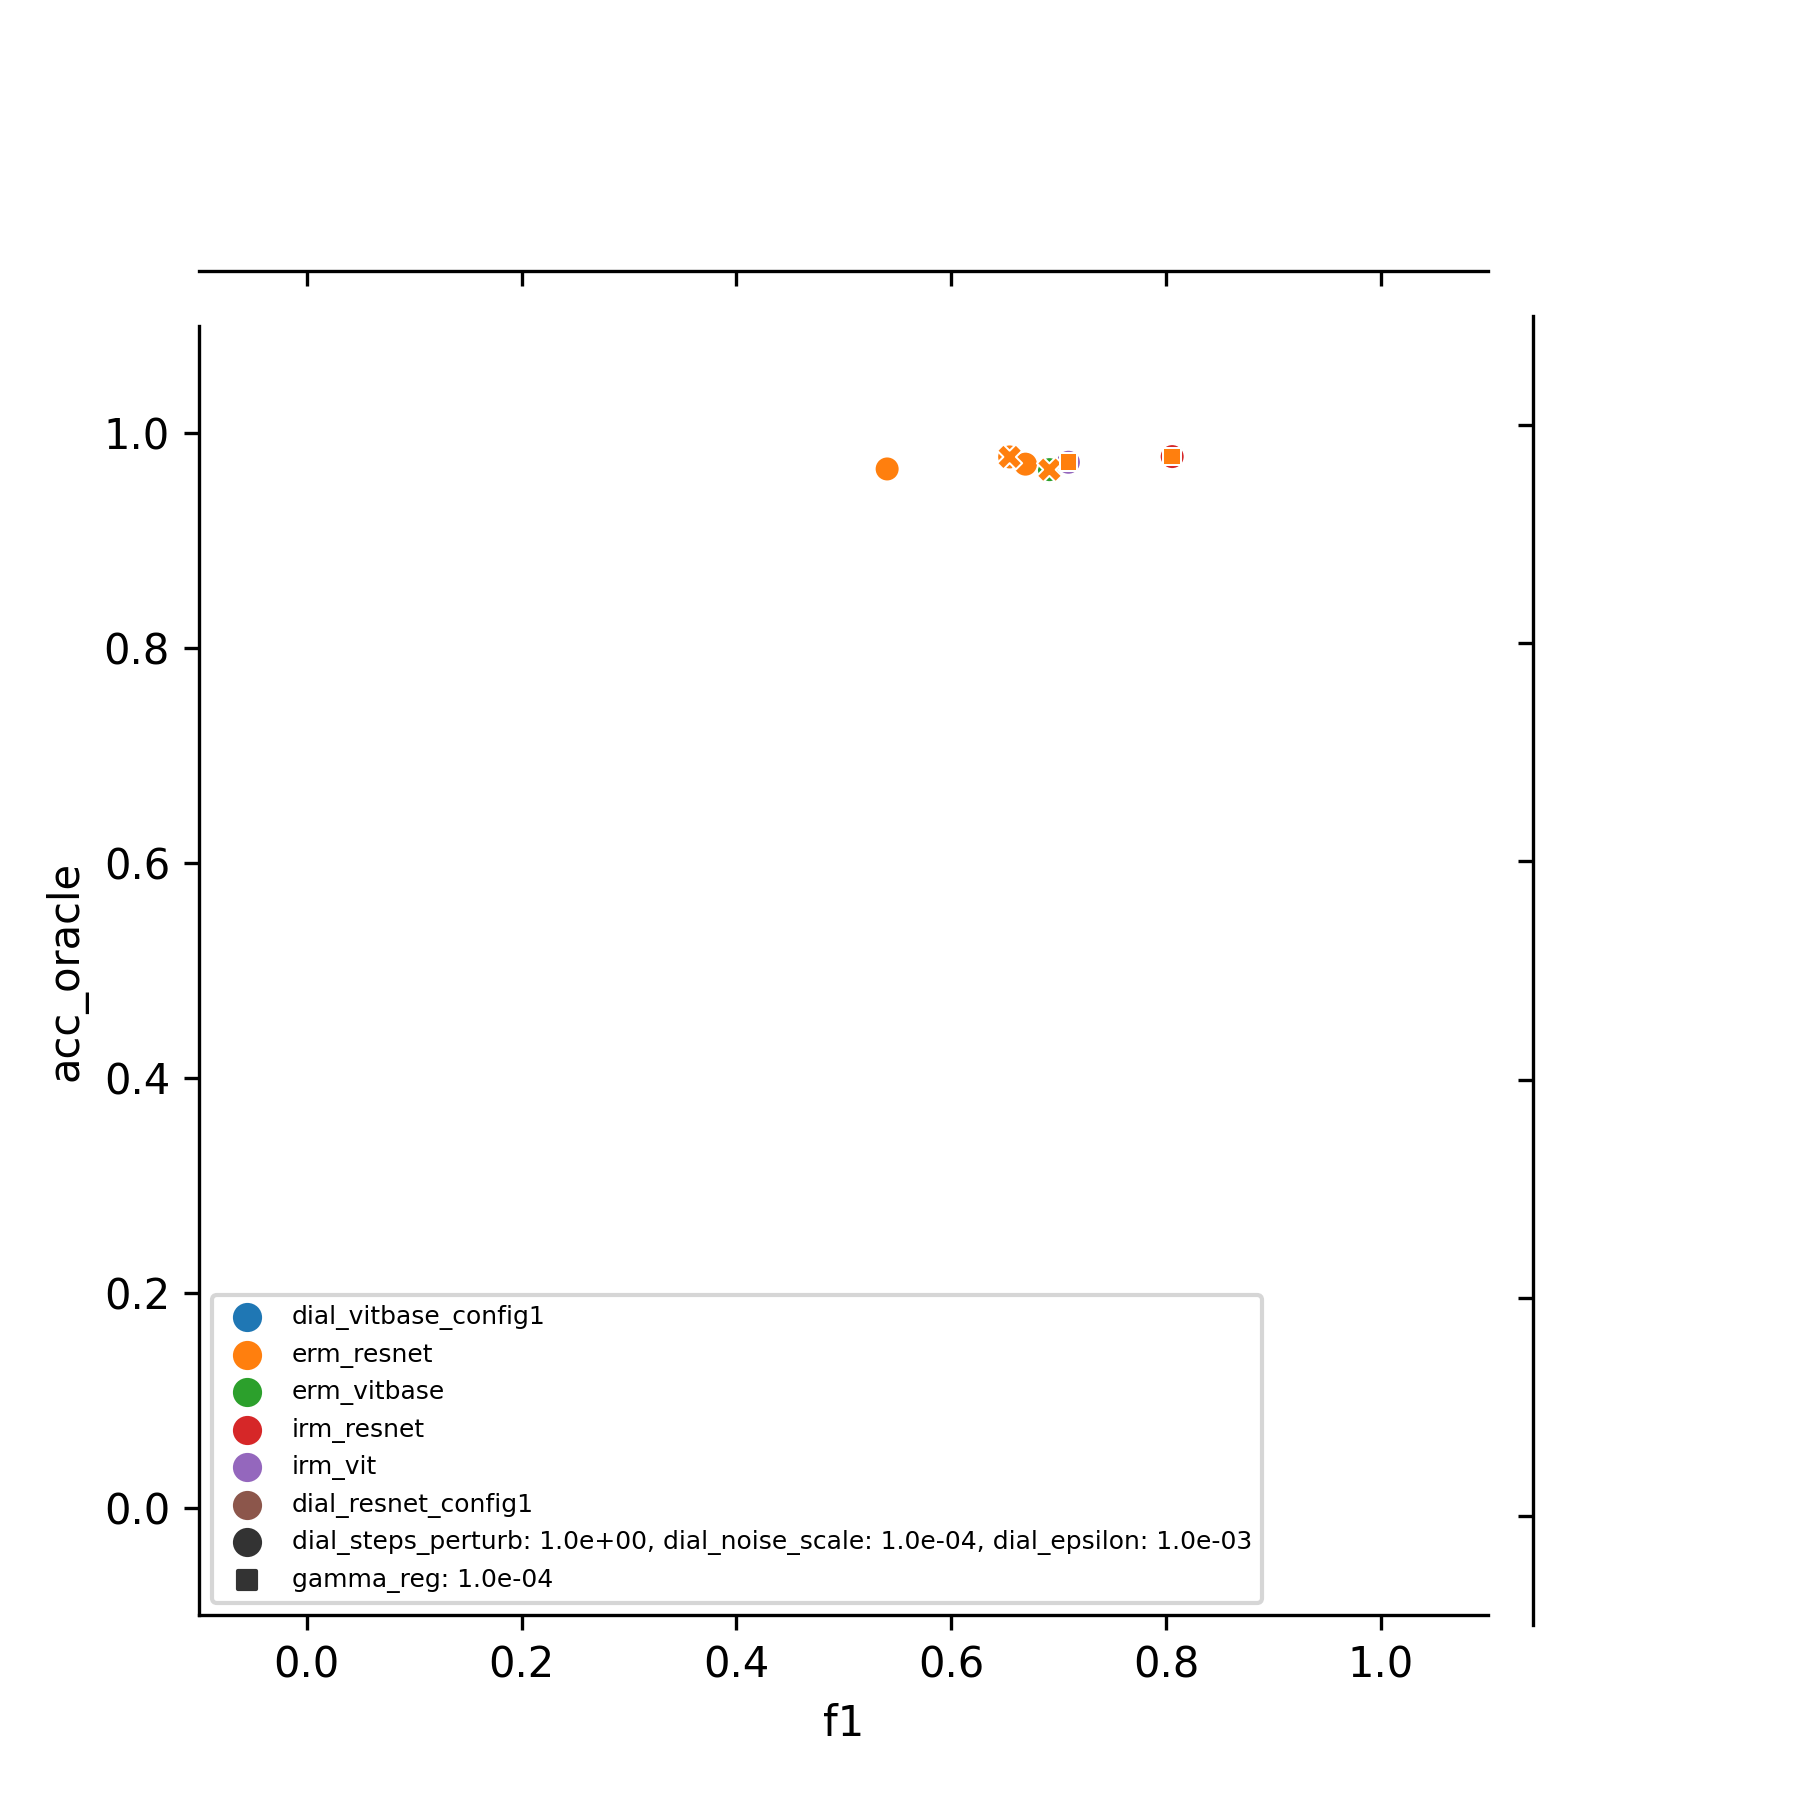 1.0
0.8
0.6
0.4
0.2
0.0
acc_oracle
dial_vitbase_config1
erm_resnet
erm_vitbase
irm_resnet
irm_vit
dial_resnet_config1
dial_steps_perturb: 1.0e+00, dial_noise_scale: 1.0e-04, dial_epsilon: 1.0e-03
gamma_reg: 1.0e-04
0.0 0.2 0.4 0.6 0.8 1.0
f1